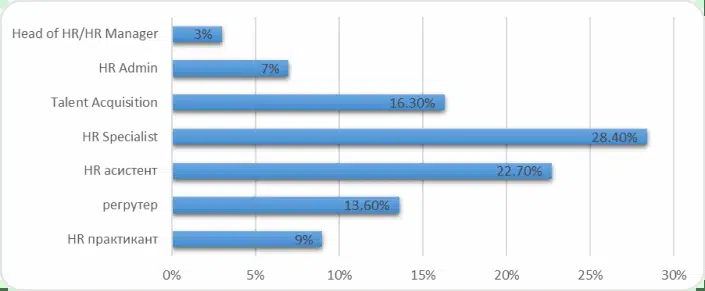 Head of HR/HR Manager 3%
HR Admin 7%
Talent Acquisition 16.30%
HR Specialist 28.40%
HR асистент 22.70%
регрутер 13.60%
HR практикант 9%
0% 5% 10% 15% 20% 25% 30%